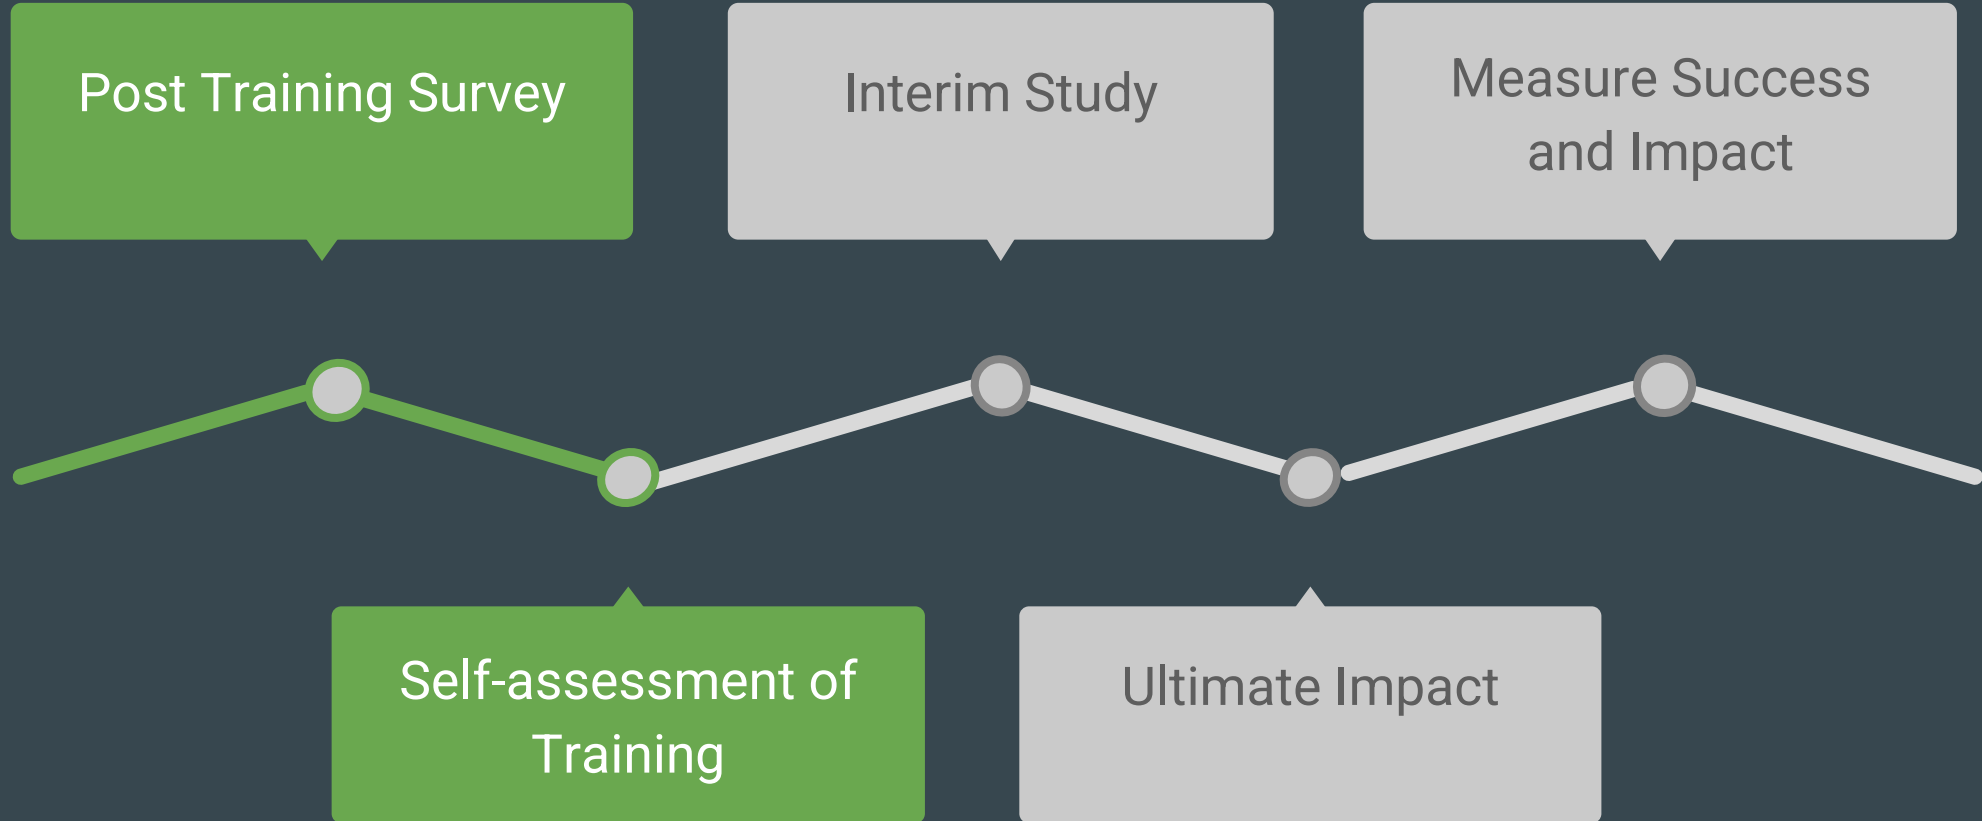 Post Training Survey
Interim Study
Measure Success
and Impact
Self-assessment of
Training
Ultimate Impact